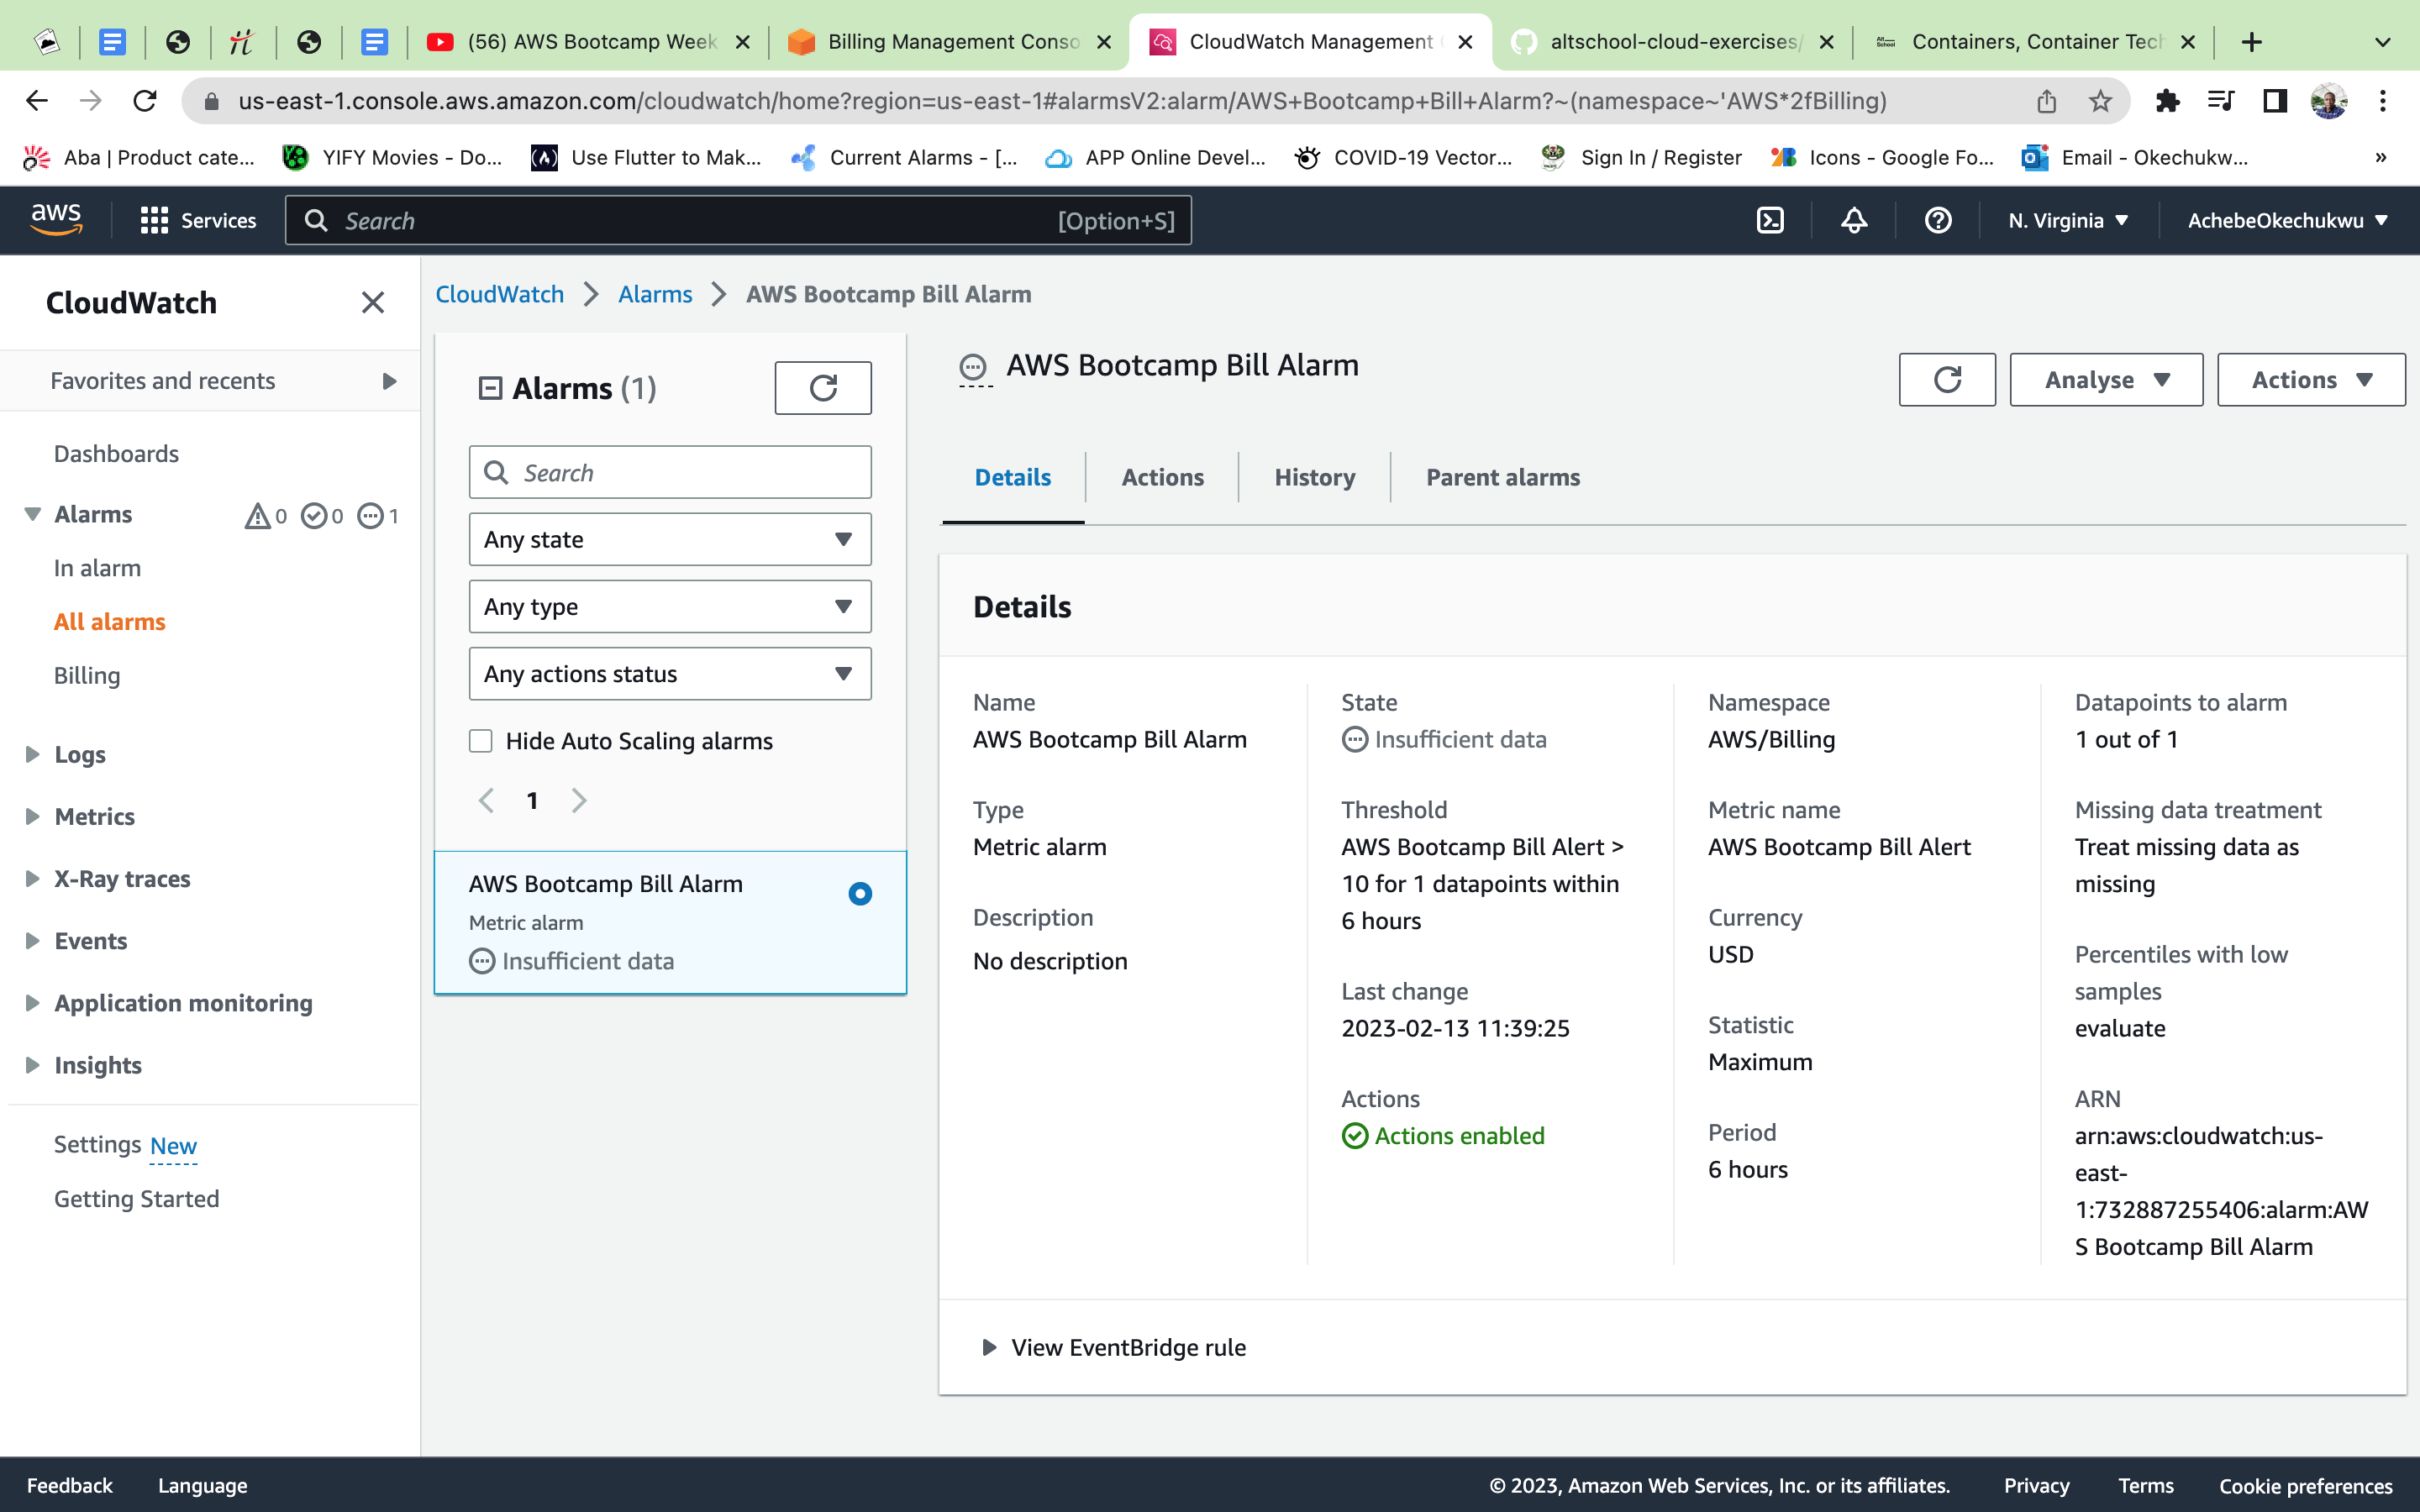 (56) AWS Bootcamp Week
Billing Management Conso
CloudWatch Management
altschool-cloud-exercises/
Alt School
Containers, Container Tech
us-east-1.console.aws.amazon.com/cloudwatch/home?region=us-east-1#alarmsV2:alarm/AWS+Bootcamp+Bill+Alarm?~(namespace~'AWS*2fBilling)
Aba | Product cate...
YIFY Movies - Do...
Use Flutter to Mak...
Current Alarms - [...
APP Online Devel...
COVID-19 Vector...
Sign In / Register
Icons - Google Fo...
Email - Okechukw...
»
aws
Services
Search
[Option+S]
N. Virginia
AchebeOkechukwu
CloudWatch
Favorites and recents
Dashboards
Alarms
0
0
1
In alarm
All alarms
Billing
Logs
Metrics
X-Ray traces
Events
Application monitoring
Insights
Settings New
Getting Started
CloudWatch
Alarms
AWS Bootcamp Bill Alarm
Alarms (1)
Search
Any state
Any type
Any actions status
Hide Auto Scaling alarms
1
AWS Bootcamp Bill Alarm
Metric alarm
Insufficient data
AWS Bootcamp Bill Alarm
Analyse
Actions
Details
Actions
History
Parent alarms
Details
Name
AWS Bootcamp Bill Alarm
Type
Metric alarm
Description
No description
State
Insufficient data
Threshold
AWS Bootcamp Bill Alert >
10 for 1 datapoints within
6 hours
Last change
2023-02-13 11:39:25
Actions
Actions enabled
Namespace
AWS/Billing
Metric name
AWS Bootcamp Bill Alert
Currency
USD
Statistic
Maximum
Period
6 hours
Datapoints to alarm
1 out of 1
Missing data treatment
Treat missing data as
missing
Percentiles with low
samples
evaluate
ARN
arn:aws:cloudwatch:us-
east-
1:732887255406:alarm:AW
S Bootcamp Bill Alarm
View EventBridge rule
Feedback
Language
© 2023, Amazon Web Services, Inc. or its affiliates.
Privacy
Terms
Cookie preferences